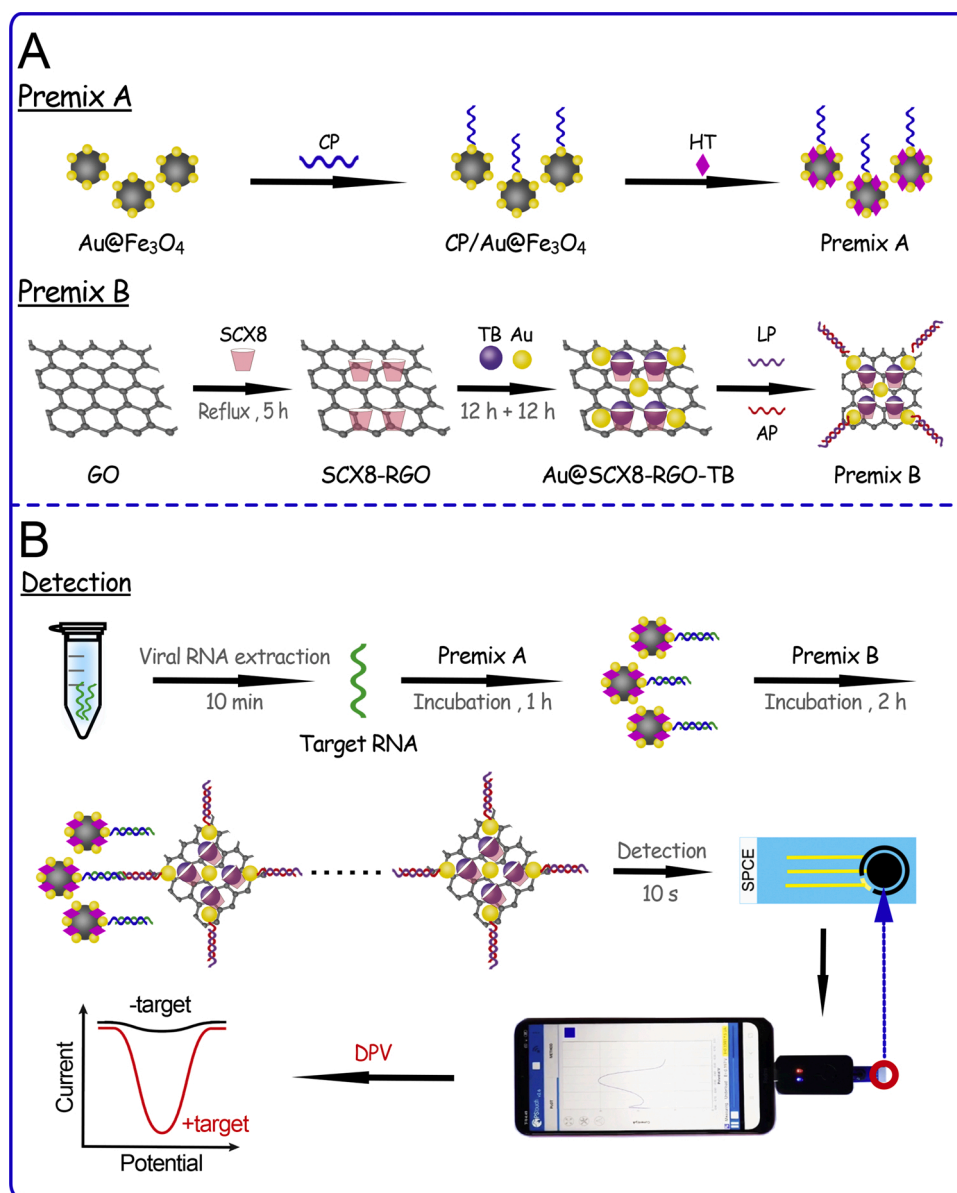 A
Premix A
CP
HT
Au@Fe₃O₄
CP/Au@Fe₃O₄
Premix A
Premix B
SCX8
TB Au
LP
Reflux , 5 h
12 h + 12 h
AP
GO
SCX8-RGO
Au@SCX8-RGO-TB
Premix B
B
Detection
Viral RNA extraction
10 min
Target RNA
Premix A
Incubation , 1 h
Premix B
Incubation , 2 h
Detection
10 s
SPCE
-target
+target
Current
Potential
DPV
PStouch